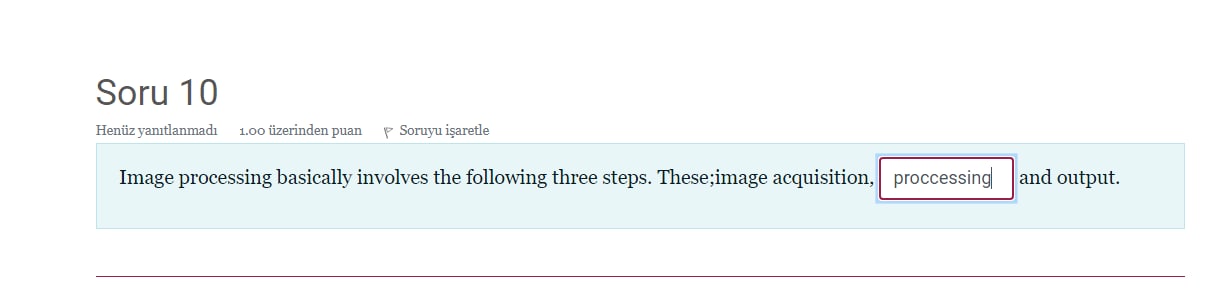 Soru 10
Henüz yanıtlanmadı 1.00 üzerinden puan Soruyu işaretle
Image processing basically involves the following three steps. These;image acquisition, proccessing and output.